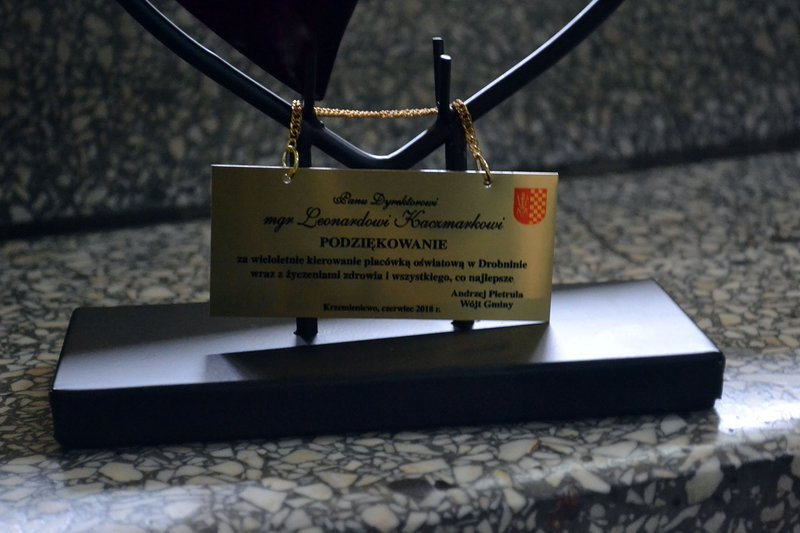 Panu Dyrektorowi
mgr Leonardowi Kaczmarkowi
PODZIĘKOWANIE
za wieloletnie kierowanie placówką oświatową w Drobninie
wraz z życzeniami zdrowia i wszystkiego, co najlepsze
Andrzej Pietrula
Wójt Gminy
Krzemieniewo, czerwiec 2018 r.